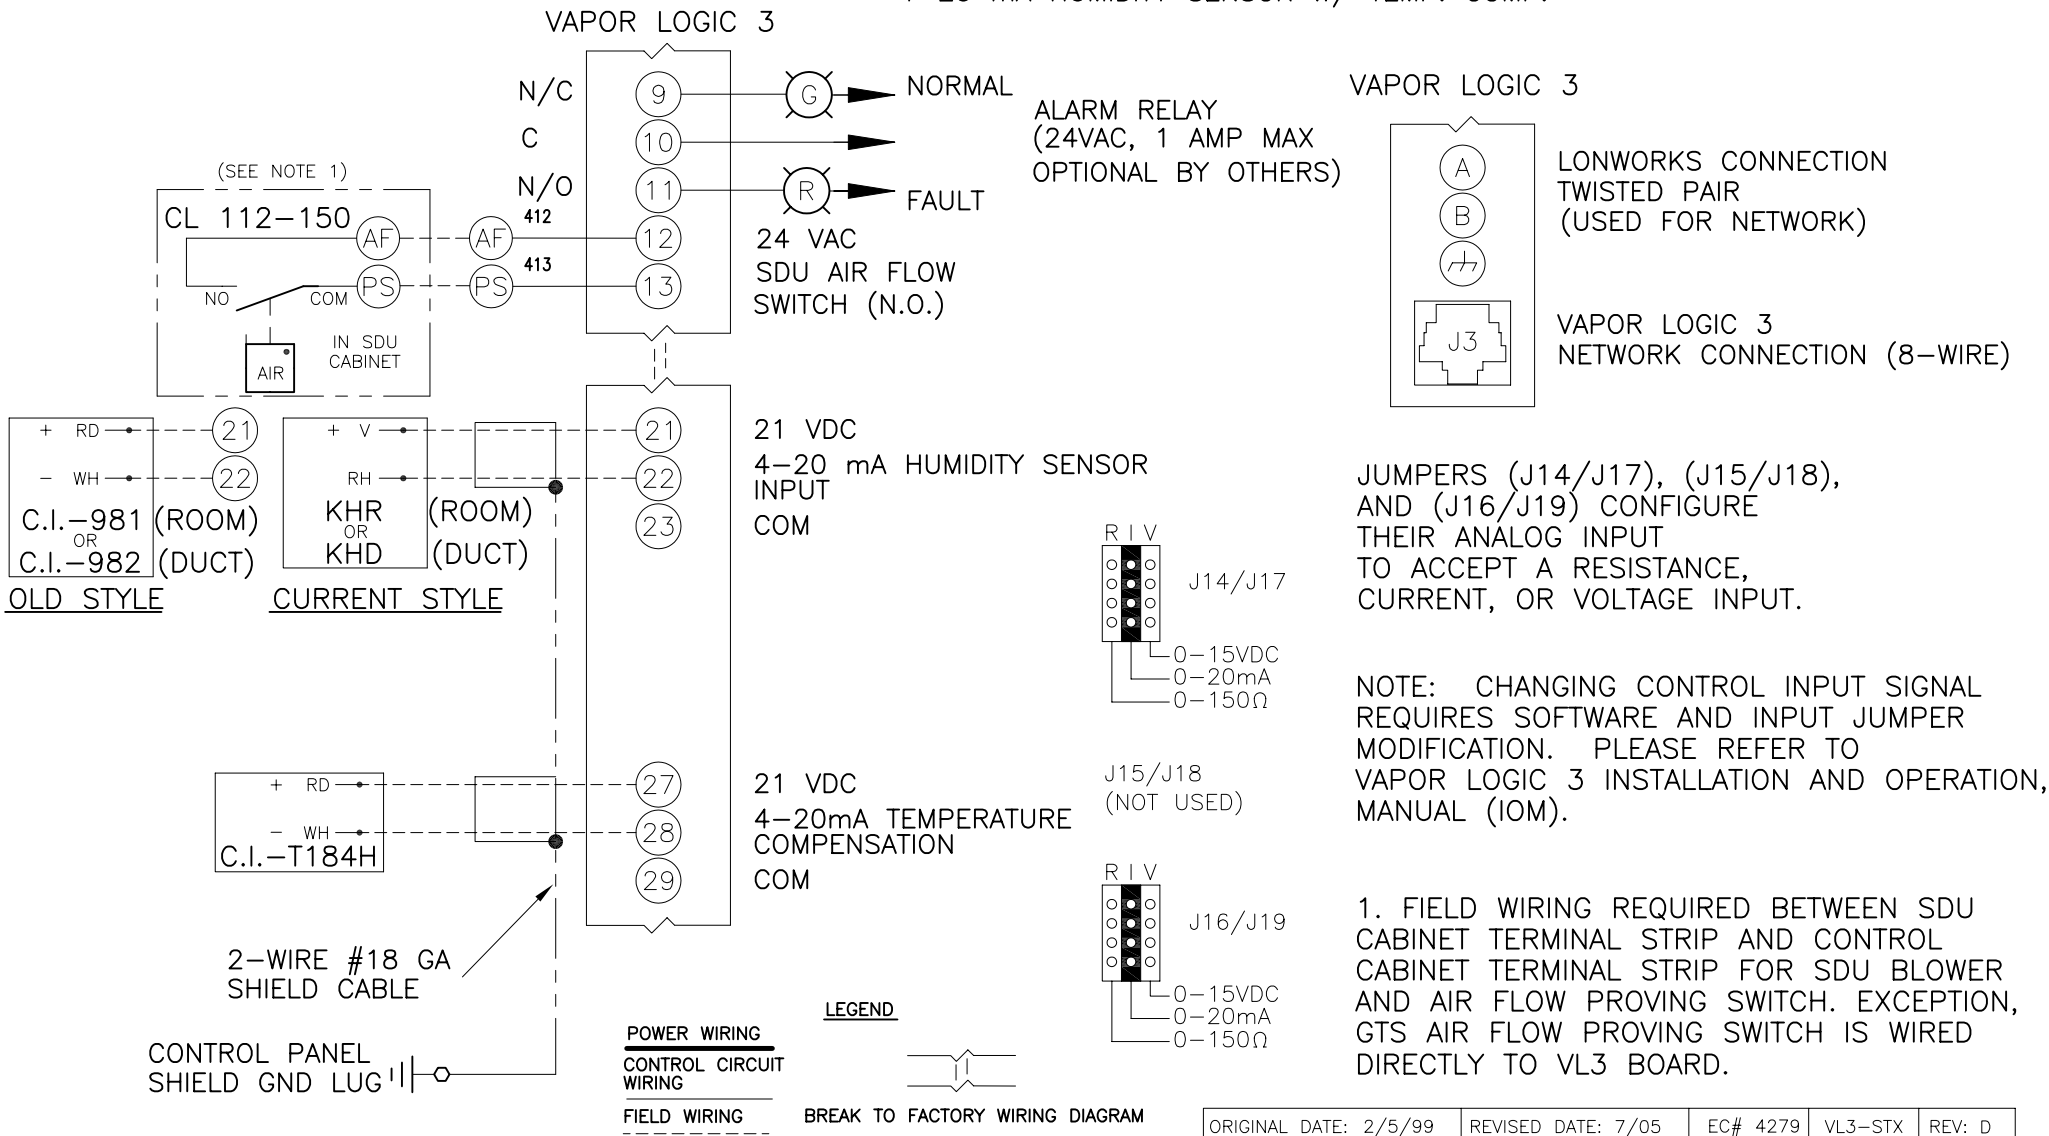 VAPOR LOGIC 3
N/C
9
G
NORMAL
C
10
N/O
11
R
FAULT
ALARM RELAY
(24VAC, 1 AMP MAX
OPTIONAL BY OTHERS)
(SEE NOTE 1)
CL 112-150
AF
AF
412
12
NO
COM
PS
PS
413
13
24 VAC
SDU AIR FLOW
SWITCH (N.O.)
AIR
IN SDU
CABINET
VAPOR LOGIC 3
A
B
LONWORKS CONNECTION
TWISTED PAIR
(USED FOR NETWORK)
J3
VAPOR LOGIC 3
NETWORK CONNECTION (8-WIRE)
+ RD
21
- WH
22
C.I.-981 (ROOM)
OR
C.I.-982 (DUCT)
OLD STYLE
+ V
RH
KHR (ROOM)
OR
KHD (DUCT)
CURRENT STYLE
21
22
23
21 VDC
4-20 mA HUMIDITY SENSOR
INPUT
COM
R I V
J14/J17
0-15VDC
0-20mA
0-150Ω
JUMPERS (J14/J17), (J15/J18),
AND (J16/J19) CONFIGURE
THEIR ANALOG INPUT
TO ACCEPT A RESISTANCE,
CURRENT, OR VOLTAGE INPUT.
NOTE: CHANGING CONTROL INPUT SIGNAL
REQUIRES SOFTWARE AND INPUT JUMPER
MODIFICATION. PLEASE REFER TO
VAPOR LOGIC 3 INSTALLATION AND OPERATION,
MANUAL (IOM).
+ RD
- WH
C.I.-T184H
27
28
29
21 VDC
4-20mA TEMPERATURE
COMPENSATION
COM
J15/J18
(NOT USED)
R I V
J16/J19
0-15VDC
0-20mA
0-150Ω
1. FIELD WIRING REQUIRED BETWEEN SDU
CABINET TERMINAL STRIP AND CONTROL
CABINET TERMINAL STRIP FOR SDU BLOWER
AND AIR FLOW PROVING SWITCH. EXCEPTION,
GTS AIR FLOW PROVING SWITCH IS WIRED
DIRECTLY TO VL3 BOARD.
2-WIRE #18 GA
SHIELD CABLE
CONTROL PANEL
SHIELD GND LUG
LEGEND
POWER WIRING
CONTROL CIRCUIT
WIRING
FIELD WIRING
BREAK TO FACTORY WIRING DIAGRAM
ORIGINAL DATE: 2/5/99
REVISED DATE: 7/05
EC# 4279
VL3-STX
REV: D